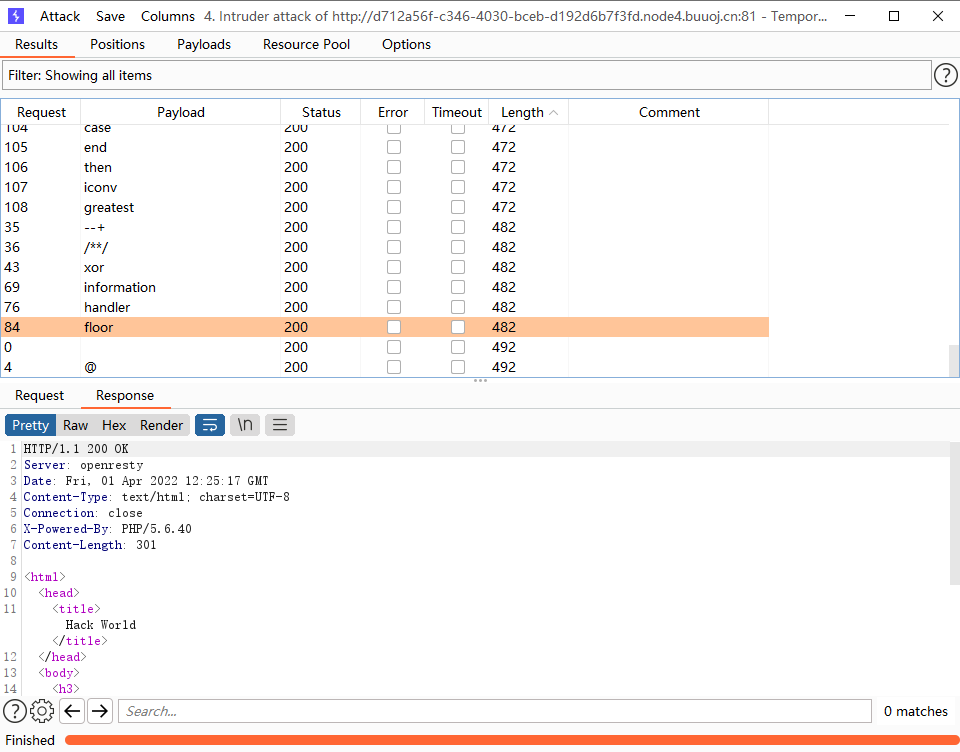 Attack Save Columns 4. Intruder attack of http://d712a56f-c346-4030-bceb-d192d6b7f3fd.node4.buuoj.cn:81 - Tempor...
Results Positions Payloads Resource Pool Options
Filter: Showing all items ?
Request Payload Status Error Timeout Length Comment
104 case 200 472
105 end 200 472
106 then 200 472
107 iconv 200 472
108 greatest 200 472
35 --+ 200 482
36 /**/ 200 482
43 xor 200 482
69 information 200 482
76 handler 200 482
84 floor 200 482
0 200 492
4 @ 200 492
Request Response
Pretty Raw Hex Render \n
1 HTTP/1.1 200 OK
2 Server: openresty
3 Date: Fri, 01 Apr 2022 12:25:17 GMT
4 Content-Type: text/html; charset=UTF-8
5 Connection: close
6 X-Powered-By: PHP/5.6.40
7 Content-Length: 301
8
9 <html>
10 <head>
11 <title>
Hack World
</title>
12 </head>
13 <body>
14 <h3>
? Search... 0 matches
Finished